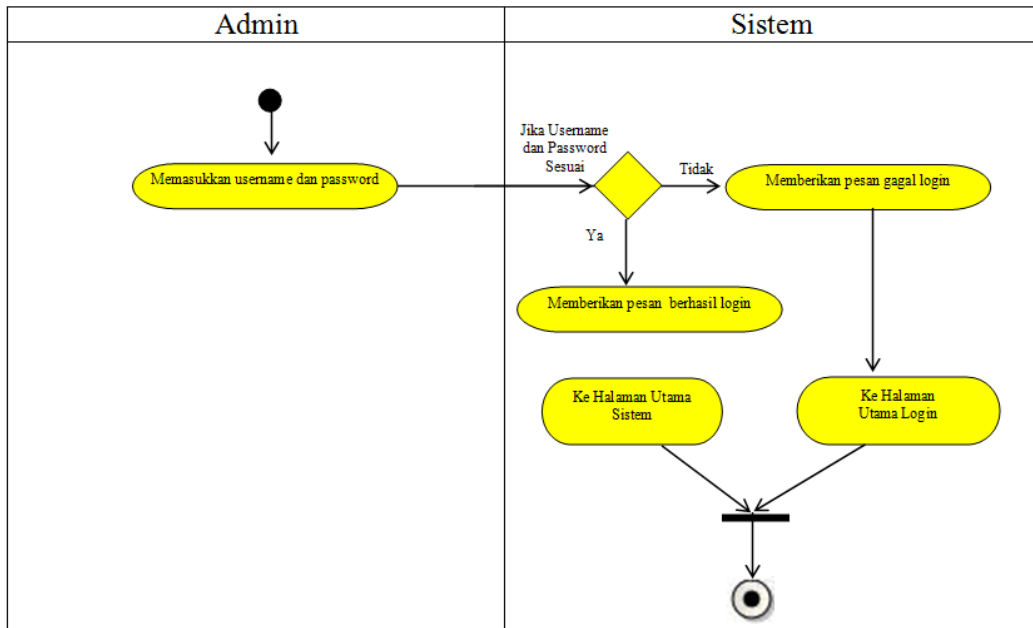 Admin
Sistem
Jika Username
dan Password
Sesuai
Memasukkan username dan password
Tidak
Memberikan pesan gagal login
Ya
Memberikan pesan berhasil login
Ke Halaman Utama
Sistem
Ke Halaman
Utama Login